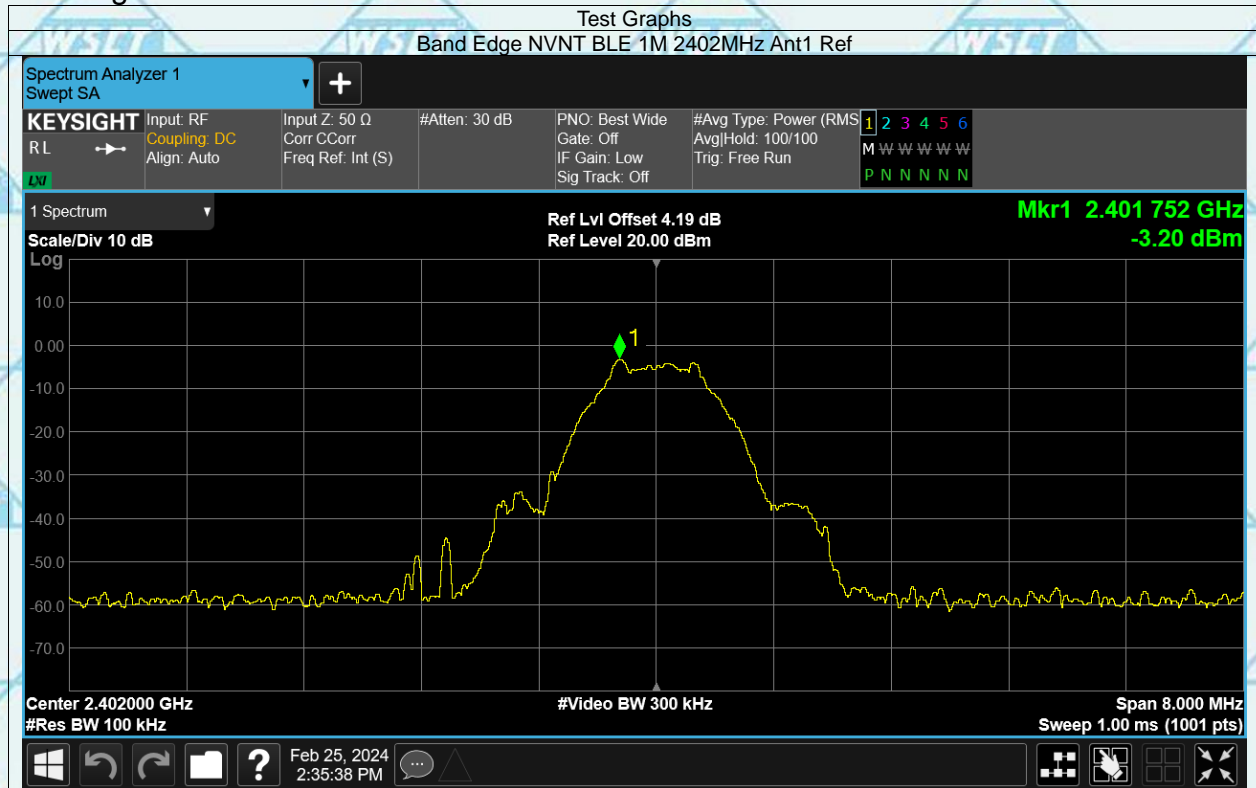 Test Graphs
Band Edge NVNT BLE 1M 2402MHz Ant1 Ref
Spectrum Analyzer 1
Swept SA
KEYSIGHT
R L
LXI
Input: RF
Coupling: DC
Align: Auto
Input Z: 50 Ω
Corr CCorr
Freq Ref: Int (S)
#Atten: 30 dB
PNO: Best Wide
Gate: Off
IF Gain: Low
Sig Track: Off
#Avg Type: Power (RMS
Avg|Hold: 100/100
Trig: Free Run
1 2 3 4 5 6
M W W W W W
P N N N N N
1 Spectrum
Scale/Div 10 dB
Ref Lvl Offset 4.19 dB
Ref Level 20.00 dBm
Mkr1 2.401 752 GHz
-3.20 dBm
Log
10.0
0.00
-10.0
-20.0
-30.0
-40.0
-50.0
-60.0
-70.0
1
Center 2.402000 GHz
#Res BW 100 kHz
#Video BW 300 kHz
Span 8.000 MHz
Sweep 1.00 ms (1001 pts)
Feb 25, 2024
2:35:38 PM
WSCT
WSCT
WSCT